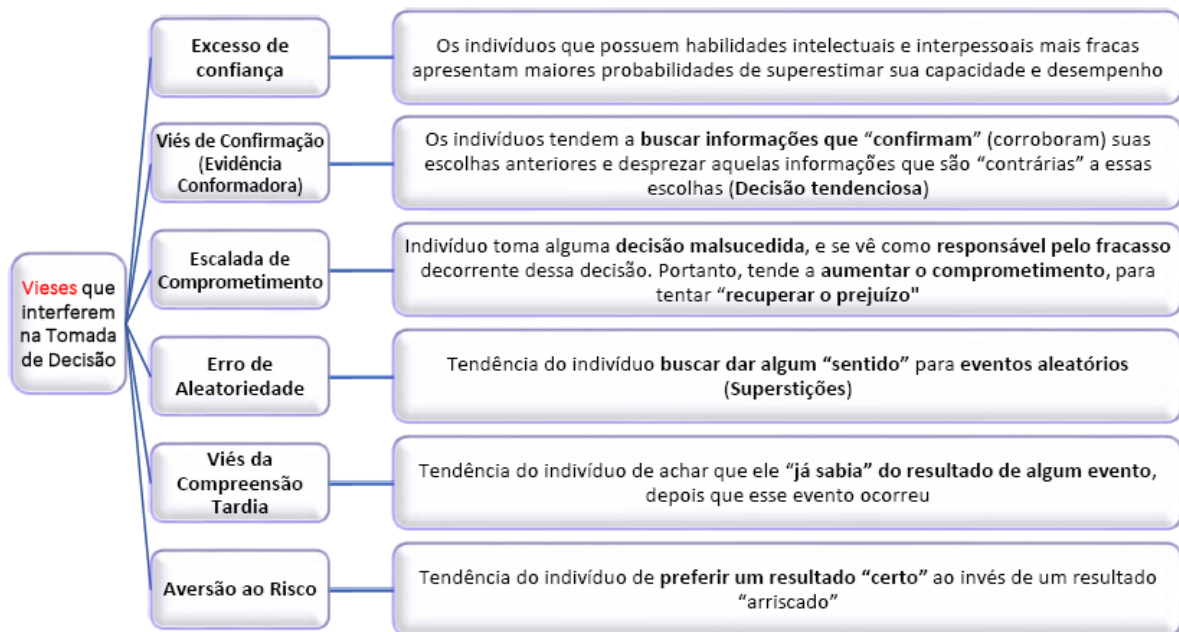 Vieses que
interferem
na Tomada
de Decisão
Excesso de
confiança
Os indivíduos que possuem habilidades intelectuais e interpessoais mais fracas
apresentam maiores probabilidades de superestimar sua capacidade e desempenho
Viés de Confirmação
(Evidência
Conformadora)
Os indivíduos tendem a buscar informações que “confirmam” (corroboram) suas
escolhas anteriores e desprezar aquelas informações que são “contrárias” a essas
escolhas (Decisão tendenciosa)
Escalada de
Comprometimento
Indivíduo toma alguma decisão malsucedida, e se vê como responsável pelo fracasso
decorrente dessa decisão. Portanto, tende a aumentar o comprometimento, para
tentar “recuperar o prejuízo"
Erro de
Aleatoriedade
Tendência do indivíduo buscar dar algum “sentido” para eventos aleatórios
(Superstições)
Viés da
Compreensão
Tardia
Tendência do indivíduo de achar que ele “já sabia” do resultado de algum evento,
depois que esse evento ocorreu
Aversão ao Risco
Tendência do indivíduo de preferir um resultado “certo” ao invés de um resultado
“arriscado”